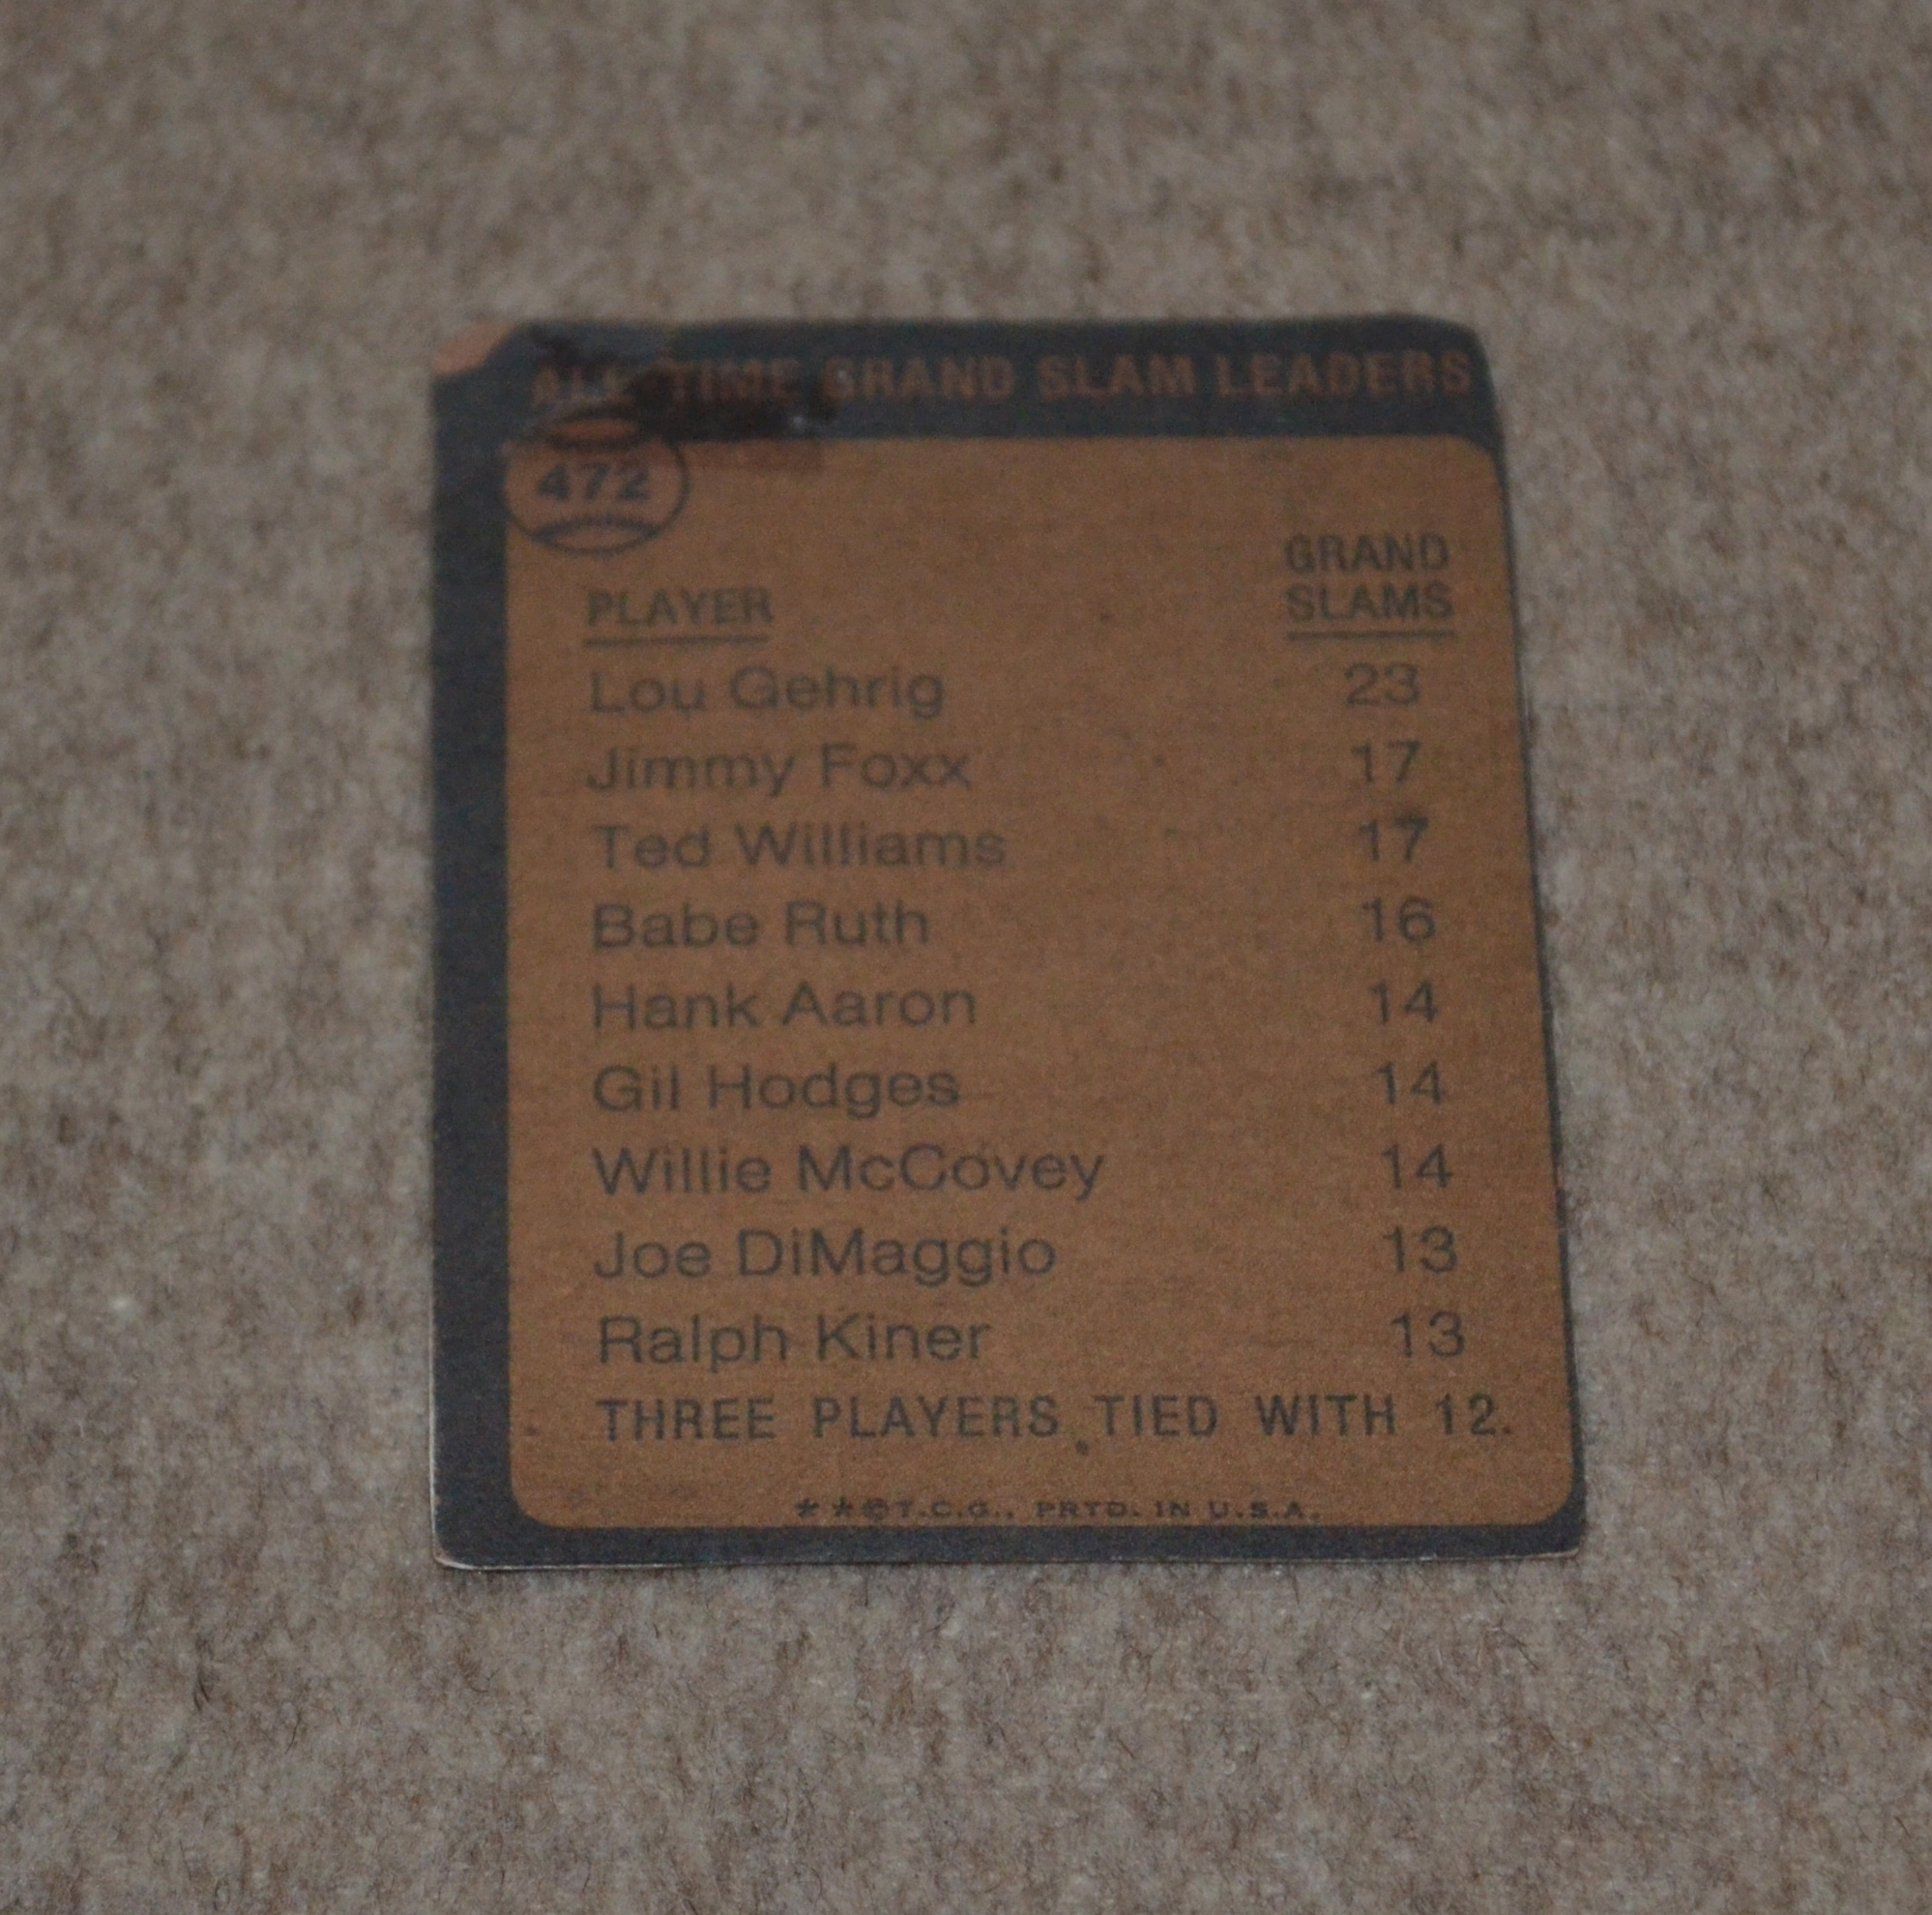 ALL-TIME GRAND SLAM LEADERS
472
PLAYER GRAND SLAMS
Lou Gehrig 23
Jimmy Foxx 17
Ted Williams 17
Babe Ruth 16
Hank Aaron 14
Gil Hodges 14
Willie McCovey 14
Joe DiMaggio 13
Ralph Kiner 13
THREE PLAYERS TIED WITH 12.
**©T.C.G., PRTD. IN U.S.A.